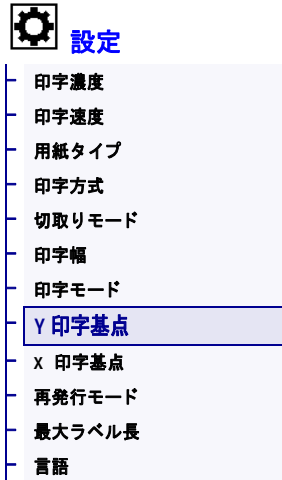 設定
印字濃度
印字速度
用紙タイプ
印字方式
切取りモード
印字幅
印字モード
Y 印字基点
X 印字基点
再発行モード
最大ラベル長
言語